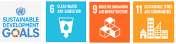 SUSTAINABLE
DEVELOPMENT
GOALS
6 CLEAN WATER
AND SANITATION
9 INDUSTRY, INNOVATION
AND INFRASTRUCTURE
11 SUSTAINABLE CITIES
AND COMMUNITIES